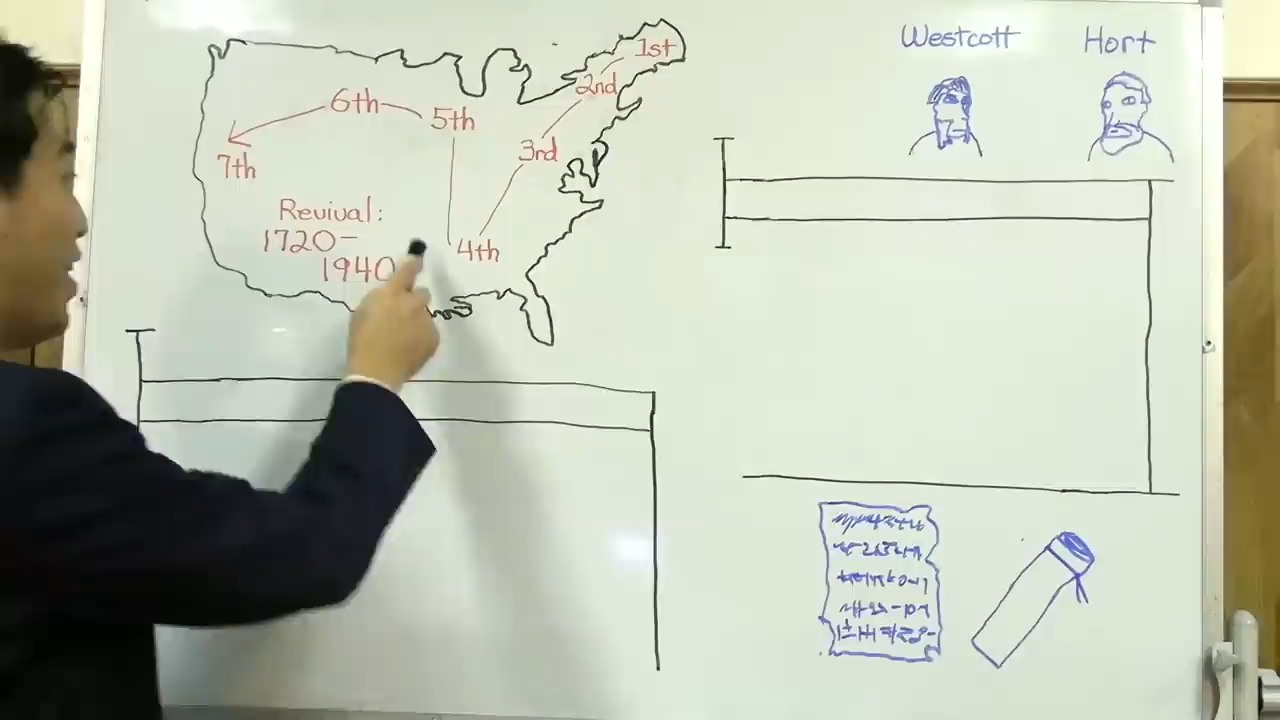 1st
2nd
3rd
4th
5th
6th
7th
Revival:
1720-
1940
Westcott Hort